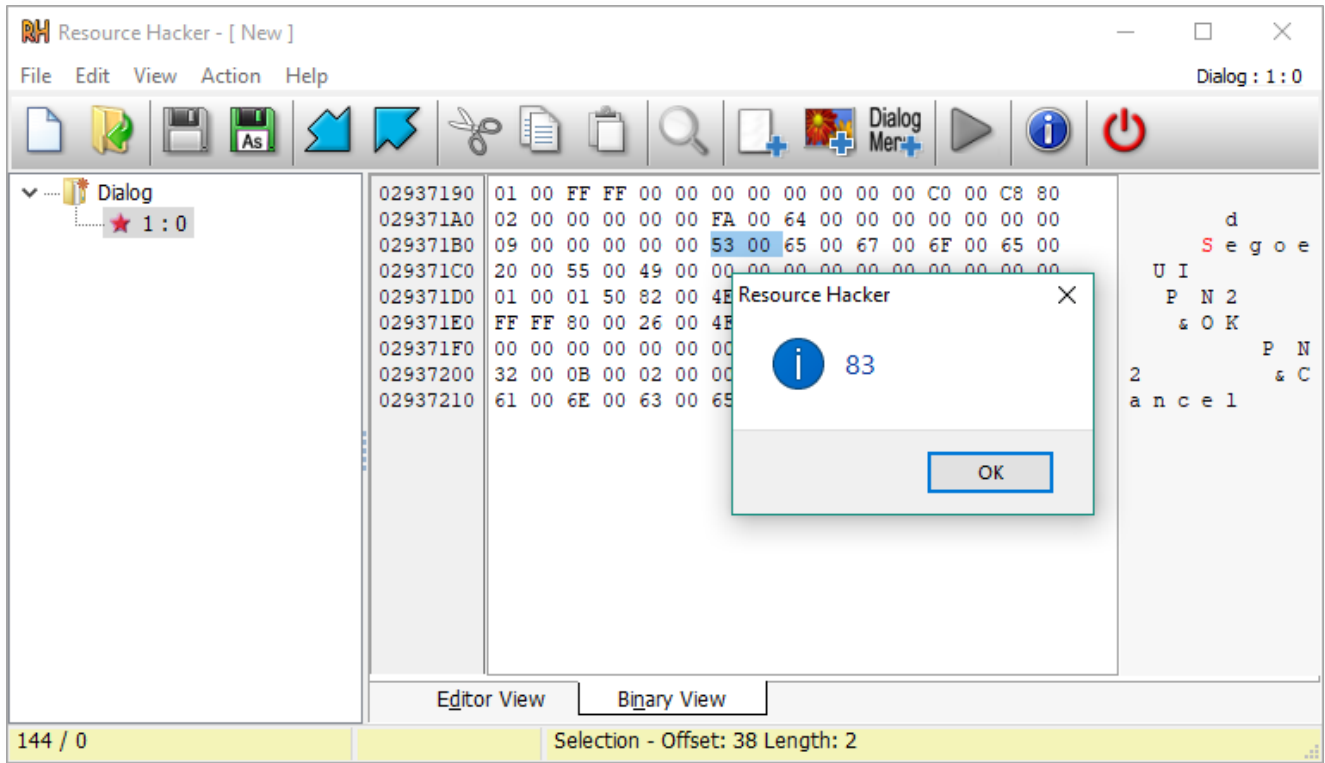 Resource Hacker - [ New ]
File Edit View Action Help Dialog : 1 : 0
As Dialog
Dialog
1 : 0
02937190 01 00 FF FF 00 00 00 00 00 00 00 00 C0 00 C8 80
029371A0 02 00 00 00 00 00 FA 00 64 00 00 00 00 00 00 00 d
029371B0 09 00 00 00 00 00 53 00 65 00 67 00 6F 00 65 00 S e g o e
029371C0 20 00 55 00 49 00 00 00 00 00 00 00 00 00 00 00 U I
029371D0 01 00 01 50 82 00 4E P N 2
029371E0 FF FF 80 00 26 00 4F & O K
029371F0 00 00 00 00 00 00 00 P N
02937200 32 00 0B 00 02 00 00 2 & C
02937210 61 00 6E 00 63 00 65 a n c e l
Resource Hacker
83
OK
Editor View Binary View
144 / 0 Selection - Offset: 38 Length: 2